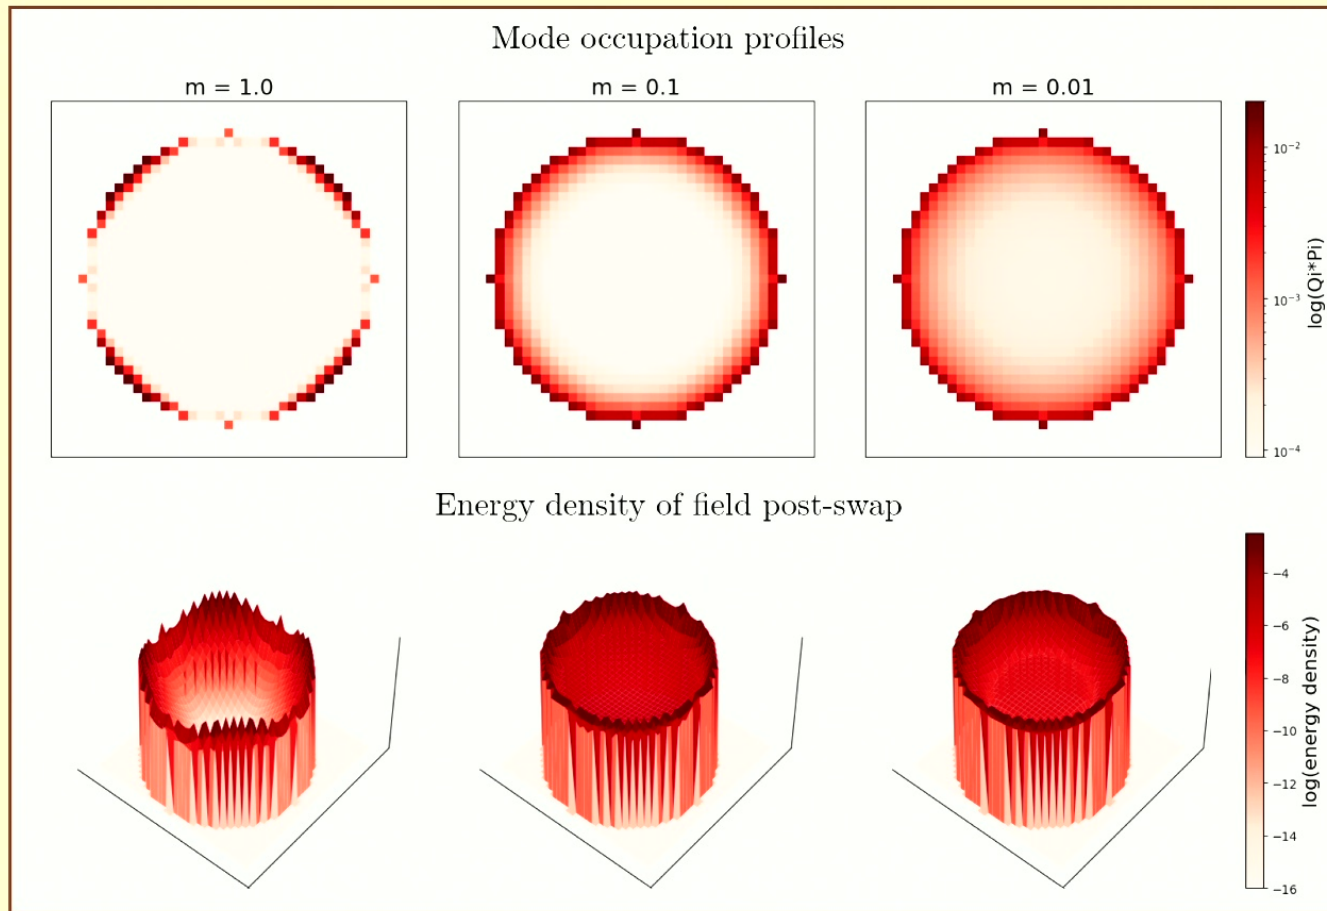 Mode occupation profiles
m = 1.0
m = 0.1
m = 0.01
10⁻²
10⁻³
10⁻⁴
log(Qi*Pi)
Energy density of field post-swap
−4
−6
−8
−10
−12
−14
−16
log(energy density)